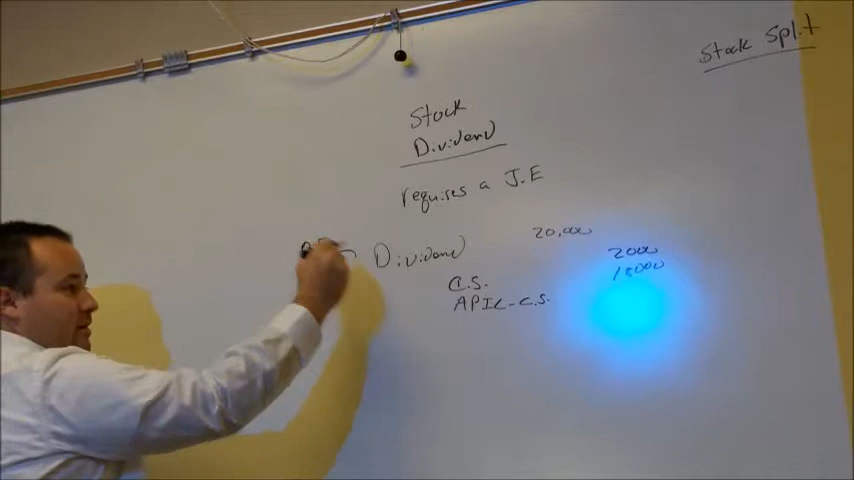 Stock Split
Stock
Dividend
requires a J.E
Dividend 20,000
C.S. 2000
APIC-C.S. 18000